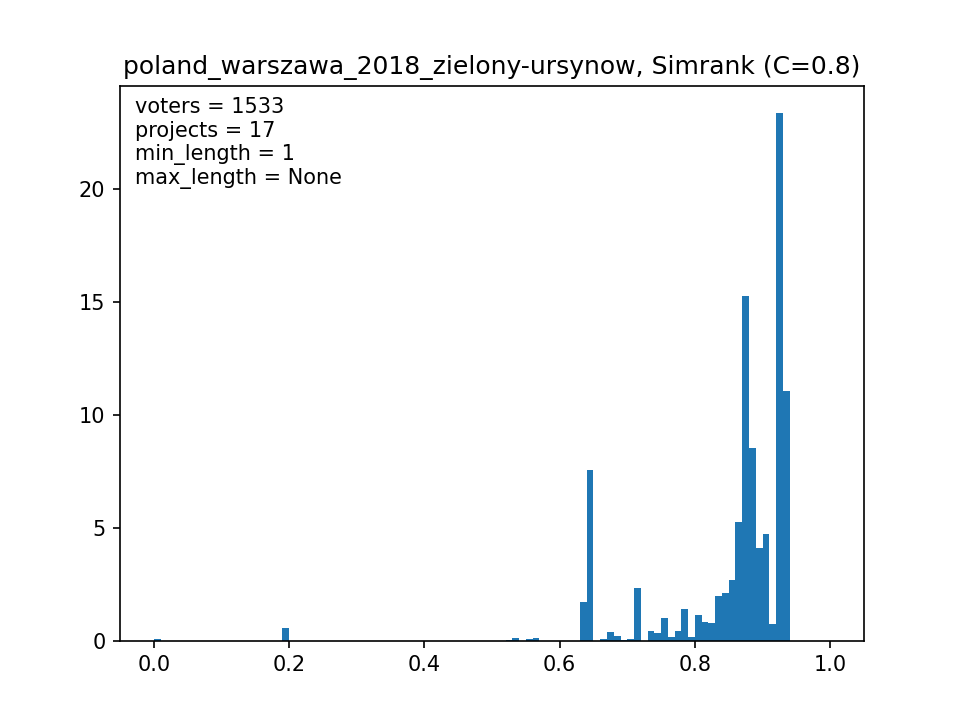 poland_warszawa_2018_zielony-ursynow, Simrank (C=0.8)
voters = 1533
projects = 17
min_length = 1
max_length = None
20
15
10
5
0
0.0 0.2 0.4 0.6 0.8 1.0